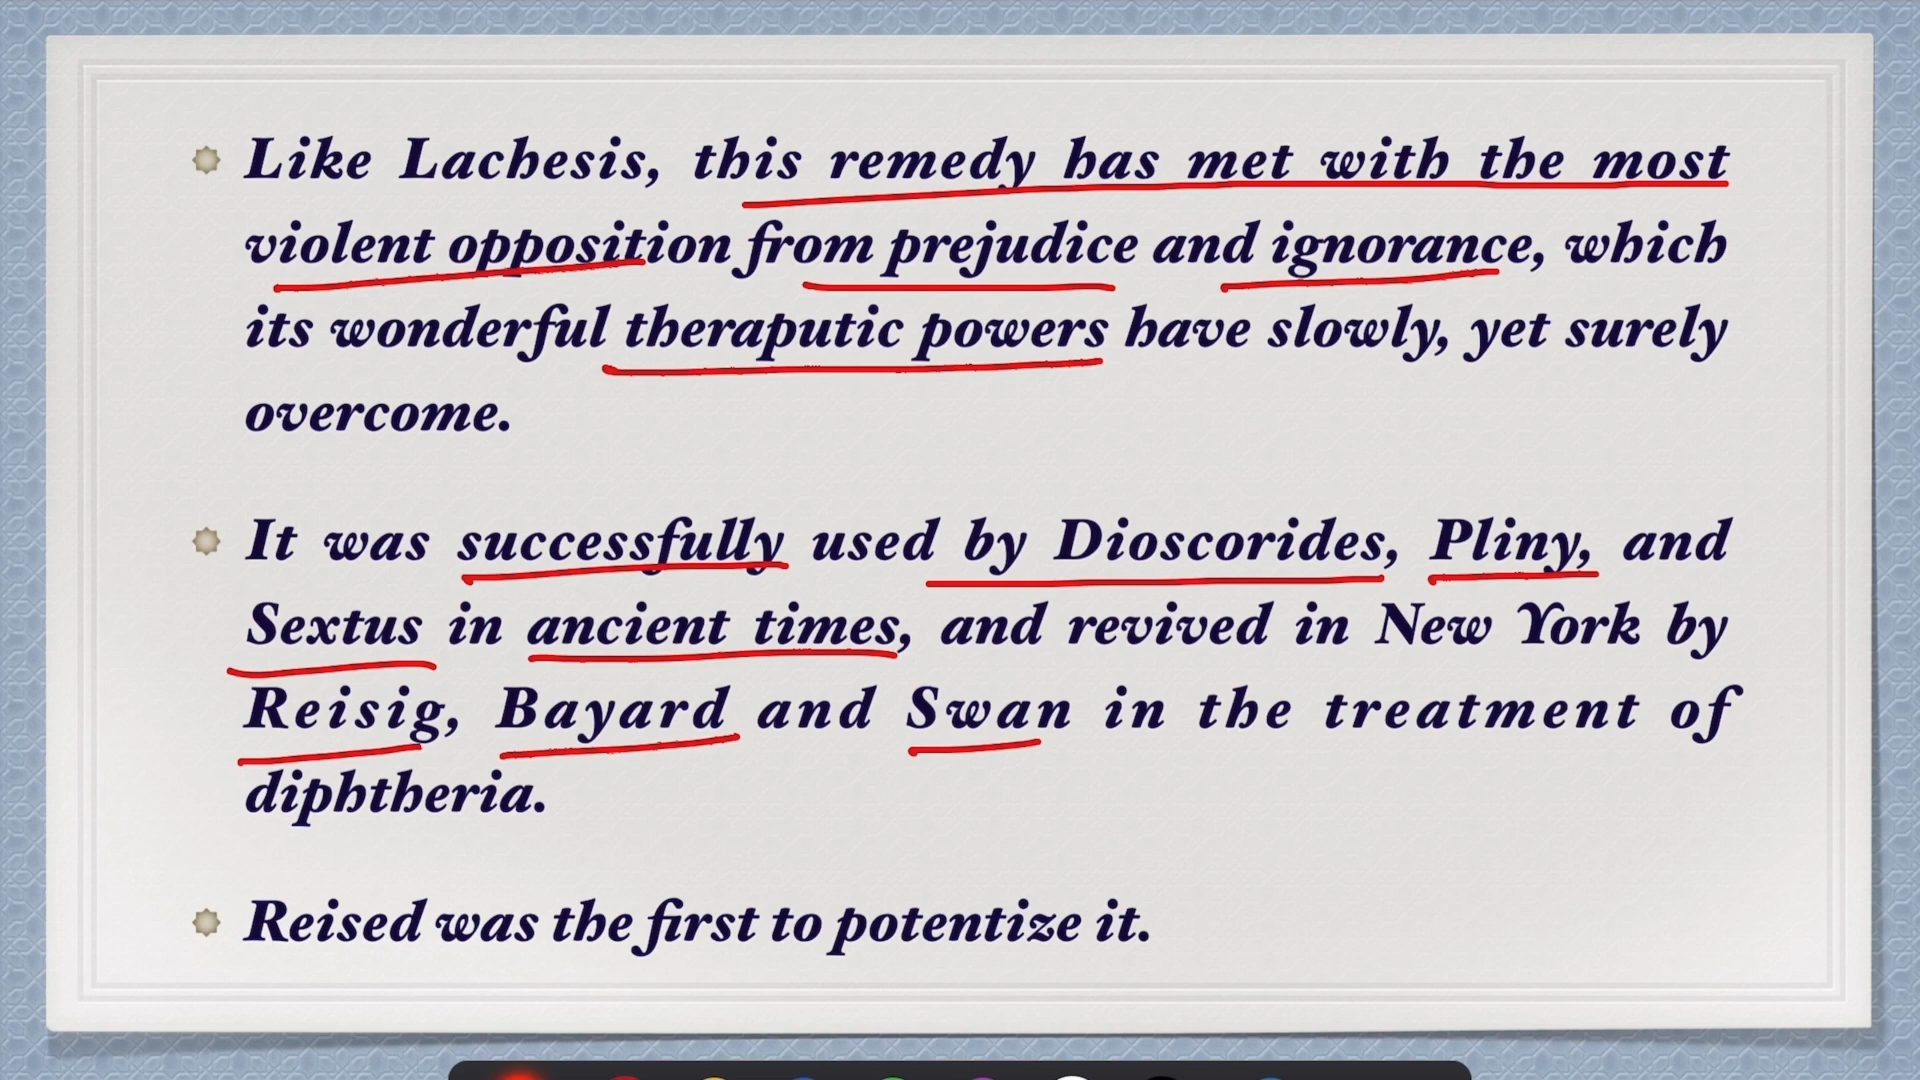 Like Lachesis, this remedy has met with the most
violent opposition from prejudice and ignorance, which
its wonderful theraputic powers have slowly, yet surely
overcome.
It was successfully used by Dioscorides, Pliny, and
Sextus in ancient times, and revived in New York by
Reisig, Bayard and Swan in the treatment of
diphtheria.
Reised was the first to potentize it.